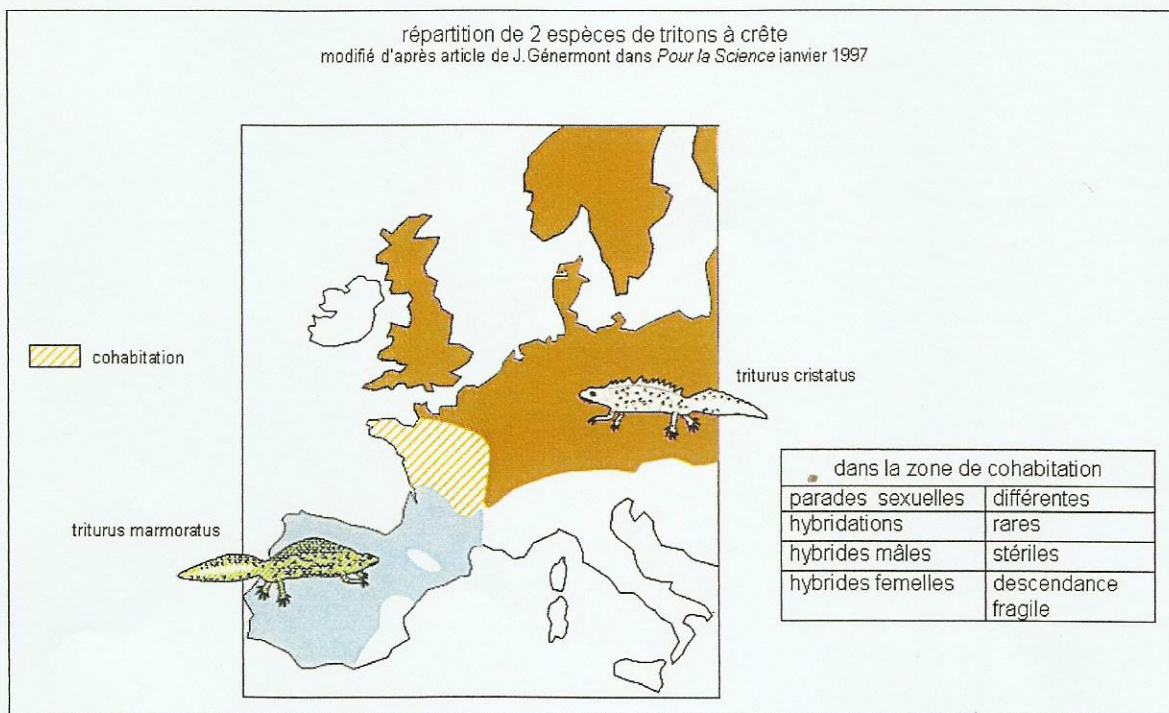 répartition de 2 espèces de tritons à crête
modifié d'après article de J.Génermont dans Pour la Science janvier 1997
cohabitation
triturus cristatus
triturus marmoratus
dans la zone de cohabitation
parades sexuelles différentes
hybridations rares
hybrides mâles stériles
hybrides femelles descendance
fragile